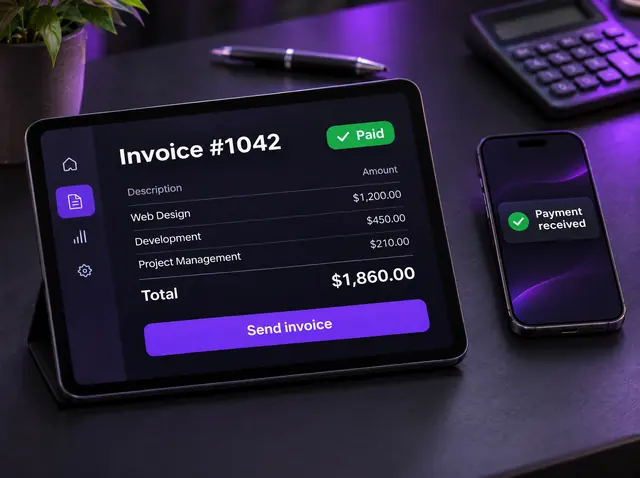 Invoice #1042
Paid
Description Amount
Web Design $1,200.00
Development $450.00
Project Management $210.00
Total $1,860.00
Send invoice
Payment
received